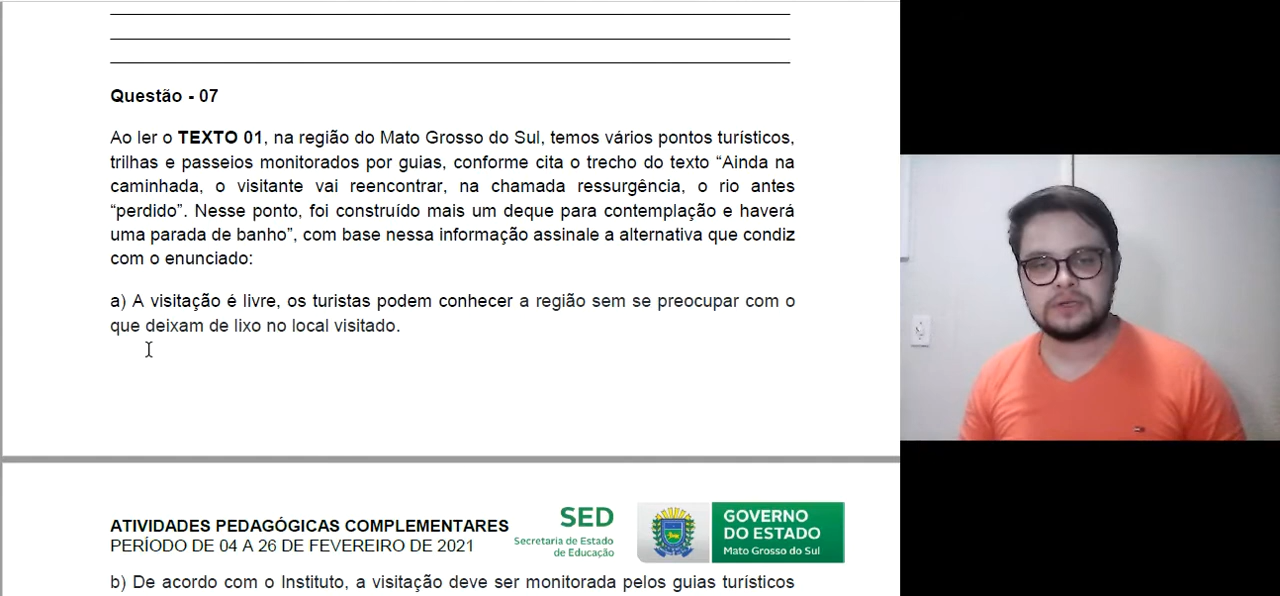 Questão - 07
Ao ler o TEXTO 01, na região do Mato Grosso do Sul, temos vários pontos turísticos,
trilhas e passeios monitorados por guias, conforme cita o trecho do texto “Ainda na
caminhada, o visitante vai reencontrar, na chamada ressurgência, o rio antes
“perdido”. Nesse ponto, foi construído mais um deque para contemplação e haverá
uma parada de banho”, com base nessa informação assinale a alternativa que condiz
com o enunciado:
a) A visitação é livre, os turistas podem conhecer a região sem se preocupar com o
que deixam de lixo no local visitado.
ATIVIDADES PEDAGÓGICAS COMPLEMENTARES
PERÍODO DE 04 A 26 DE FEVEREIRO DE 2021
SED
Secretaria de Estado
de Educação
GOVERNO
DO ESTADO
Mato Grosso do Sul
b) De acordo com o Instituto, a visitação deve ser monitorada pelos guias turísticos